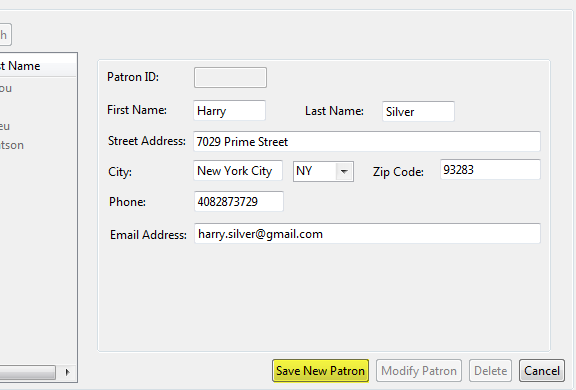 h
st Name
ou
eu
atson
Patron ID:
First Name: Harry Last Name: Silver
Street Address: 7029 Prime Street
City: New York City NY Zip Code: 93283
Phone: 4082873729
Email Address: harry.silver@gmail.com
Save New Patron Modify Patron Delete Cancel